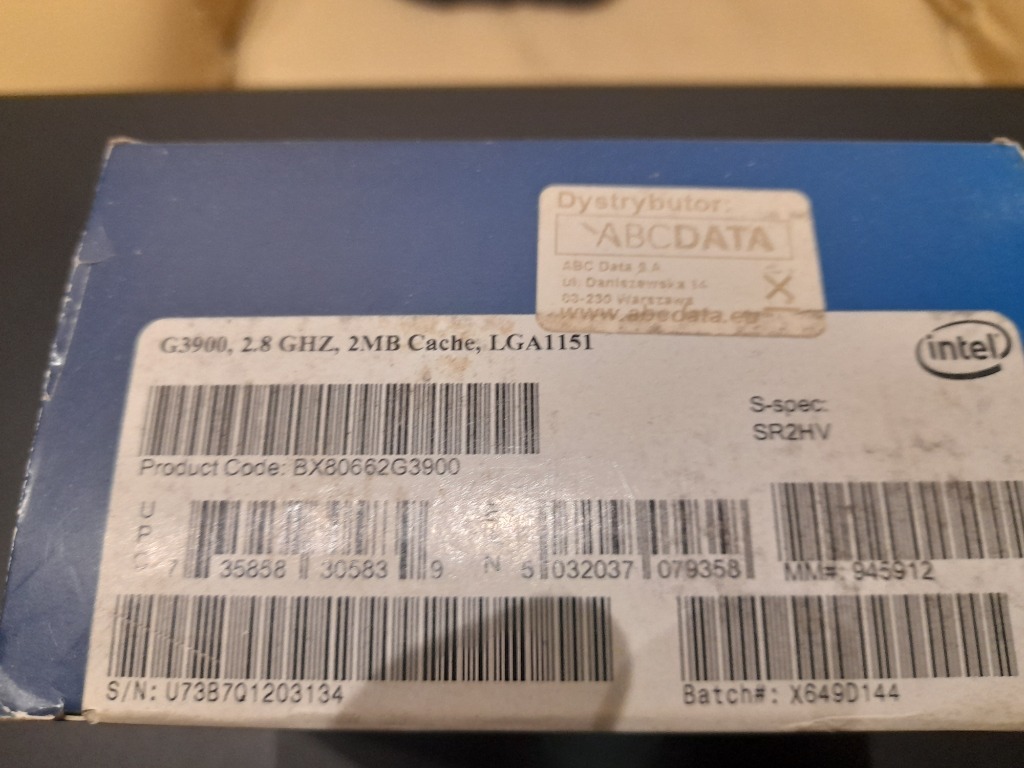 Dystrybutor:
ABCDATA
ABC Data S.A.
ul. Daniszewska 14
03-230 Warszawa
www.abcdata.eu
G3900, 2.8 GHZ, 2MB Cache, LGA1151
intel
S-spec:
SR2HV
Product Code: BX80662G3900
UPC 7 35858 30583 9
N 5 032037 079358
MM#: 945912
S/N: U73B7Q1203134
Batch#: X649D144